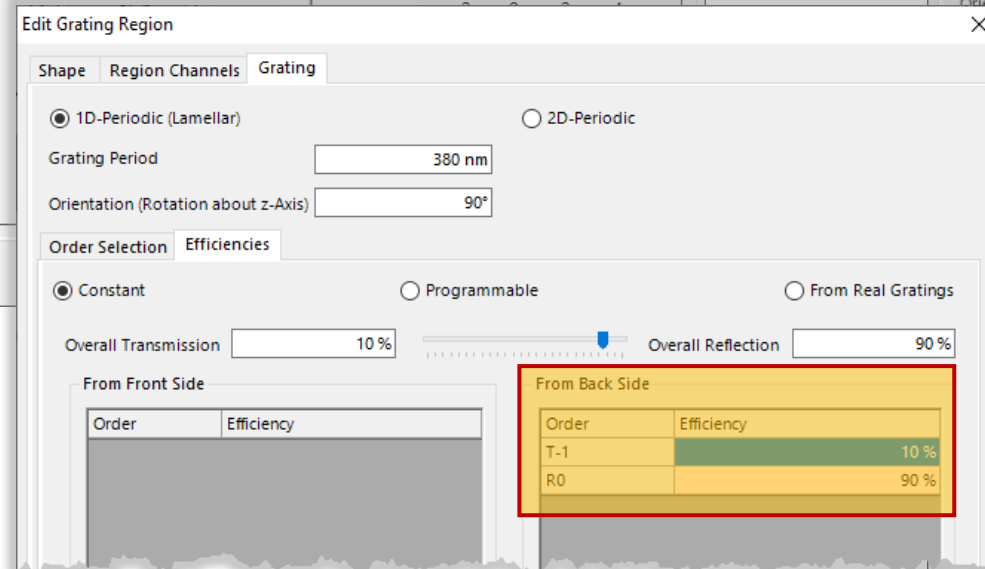 Edit Grating Region
Shape Region Channels Grating
1D-Periodic (Lamellar) 2D-Periodic
Grating Period 380 nm
Orientation (Rotation about z-Axis) 90°
Order Selection Efficiencies
Constant Programmable From Real Gratings
Overall Transmission 10 % Overall Reflection 90 %
From Front Side From Back Side
Order Efficiency Order Efficiency
T-1 10 %
R0 90 %